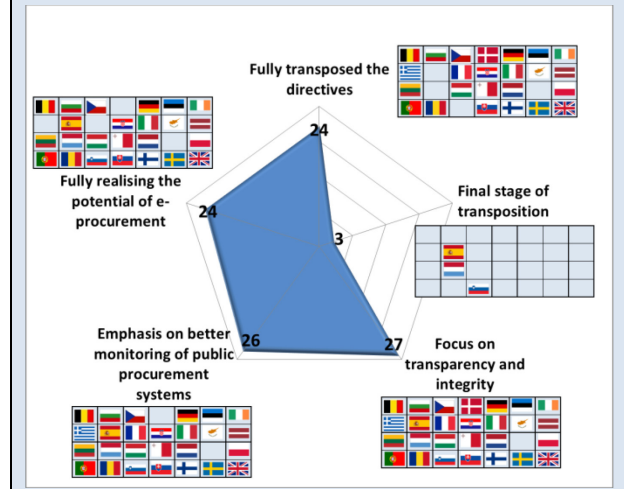 Fully transposed the
directives
24
Fully realising the
potential of e-
procurement
24
Final stage of
transposition
3
Emphasis on better
monitoring of public
procurement
systems
26
27
Focus on
transparency and
integrity